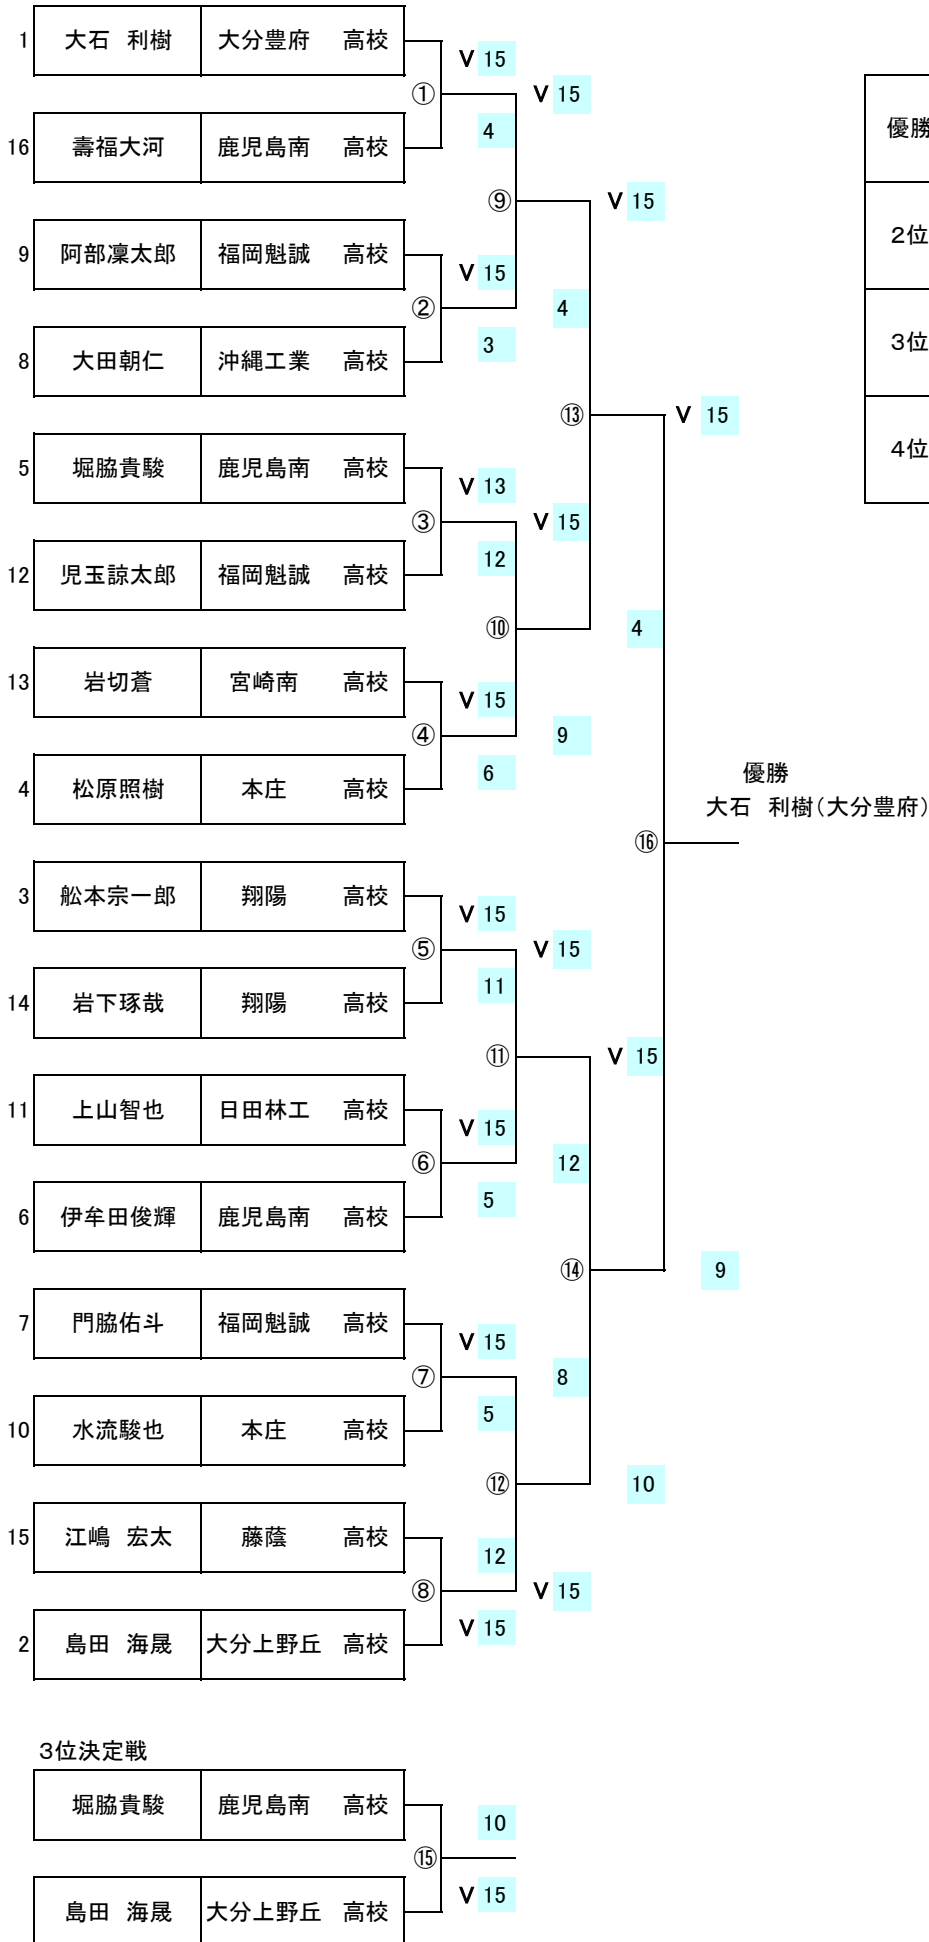 1 大石 利樹 大分豊府 高校
V 15
① V 15
4
16 壽福大河 鹿児島南 高校
優勝
⑨ V 15
9 阿部凜太郎 福岡魁誠 高校
2位
V 15
② 4
8 大田朝仁 沖縄工業 高校
3
3位
⑬ V 15
4位
5 堀脇貴駿 鹿児島南 高校
V 13
③ V 15
12
12 児玉諒太郎 福岡魁誠 高校
⑩ 4
13 岩切蒼 宮崎南 高校
V 15
④ 9
6
4 松原照樹 本庄 高校
優勝
大石 利樹(大分豊府)
⑯
3 舩本宗一郎 翔陽 高校
V 15
⑤ V 15
11
14 岩下琢哉 翔陽 高校
⑪ V 15
11 上山智也 日田林工 高校
V 15
⑥ 12
5
6 伊牟田俊輝 鹿児島南 高校
⑭ 9
7 門脇佑斗 福岡魁誠 高校
V 15
⑦ 8
5
10 水流駿也 本庄 高校
⑫ 10
15 江嶋 宏太 藤蔭 高校
12
⑧ V 15
V 15
2 島田 海晟 大分上野丘 高校
3位決定戦
堀脇貴駿 鹿児島南 高校
10
⑮
V 15
島田 海晟 大分上野丘 高校